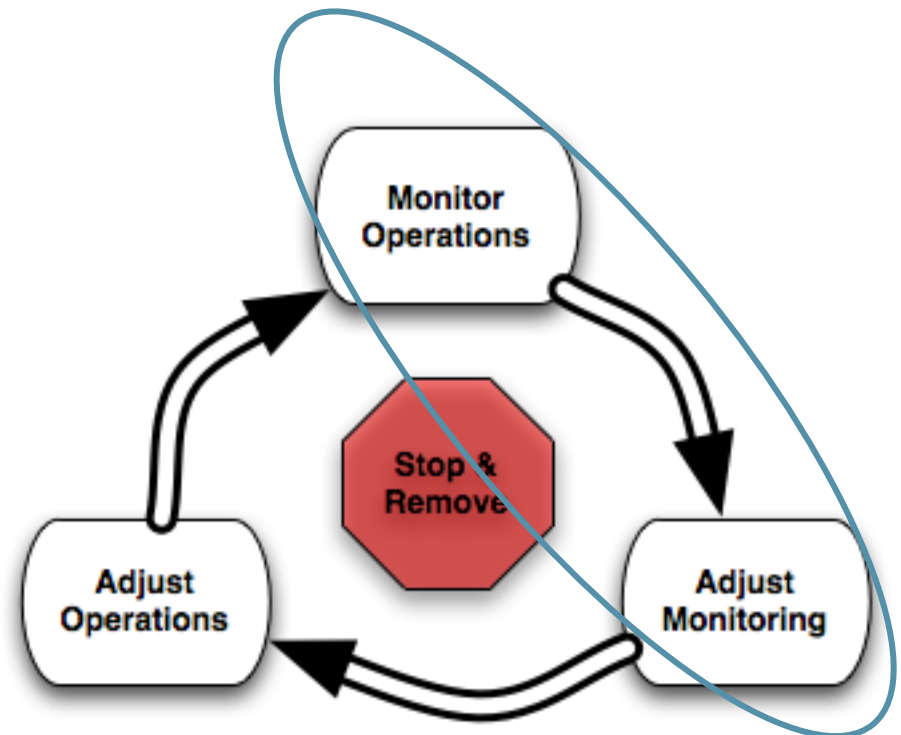 Monitor
Operations
Stop &
Remove
Adjust
Operations
Adjust
Monitoring